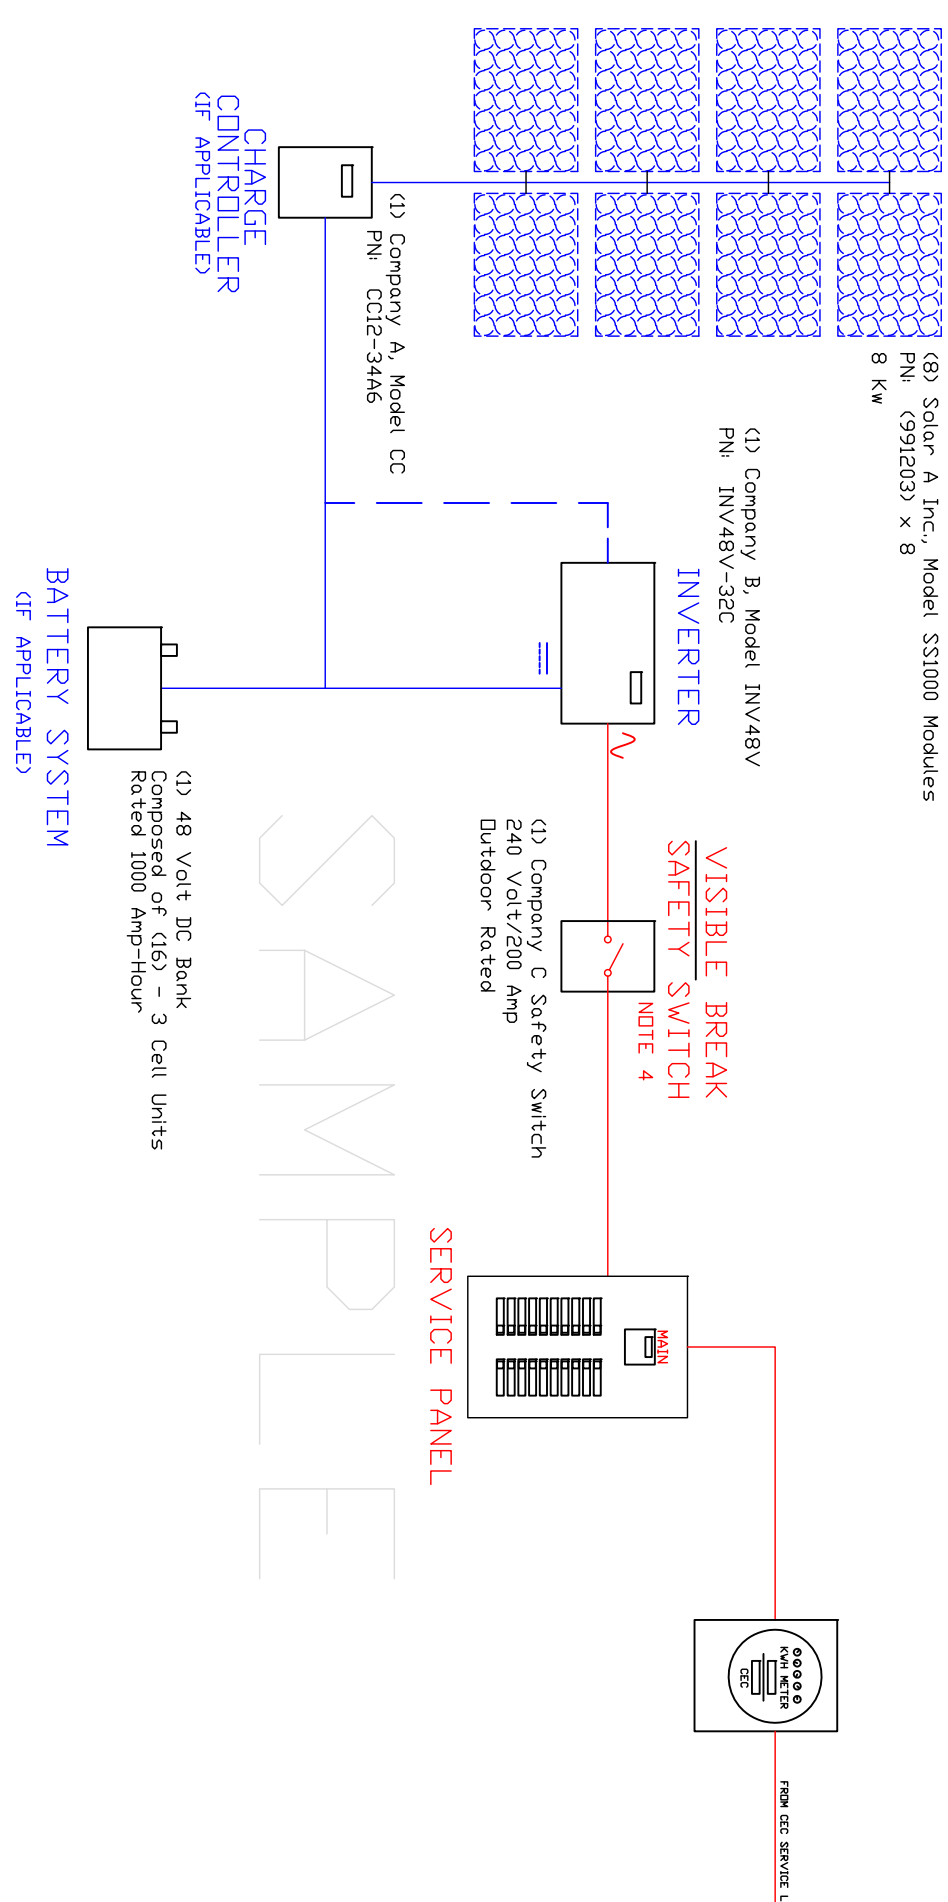 (8) Solar A Inc., Model SS1000 Modules
PN: (991203) x 8
8 Kw
(1) Company B, Model INV48V
PN: INV48V-32C
INVERTER
VISIBLE BREAK
SAFETY SWITCH
NOTE 4
(1) Company C Safety Switch
240 Volt/200 Amp
Outdoor Rated
MAIN
SERVICE PANEL
KWH METER
CEC
FROM CEC SERVICE L
(1) Company A, Model CC
PN: CC12-34A6
CHARGE
CONTROLLER
(IF APPLICABLE)
(1) 48 Volt DC Bank
Composed of (16) - 3 Cell Units
Rated 1000 Amp-Hour
BATTERY SYSTEM
(IF APPLICABLE)
SAMPLE